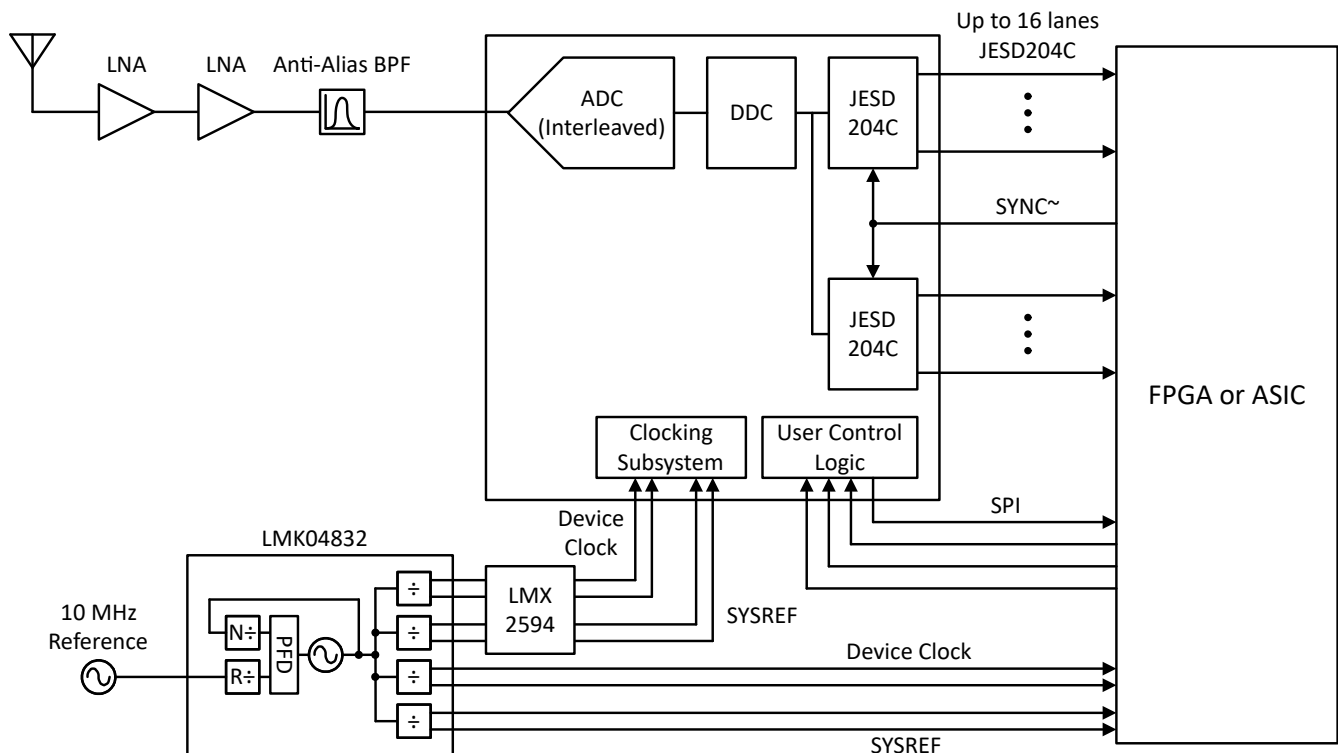 Up to 16 lanes
JESD204C
LNA
LNA
Anti-Alias BPF
ADC
(Interleaved)
DDC
JESD
204C
SYNC~
JESD
204C
FPGA or ASIC
Clocking
Subsystem
User Control
Logic
SPI
Device
Clock
LMK04832
÷
LMX
2594
SYSREF
10 MHz
Reference
N÷
PFD
R÷
÷
÷
÷
Device Clock
SYSREF